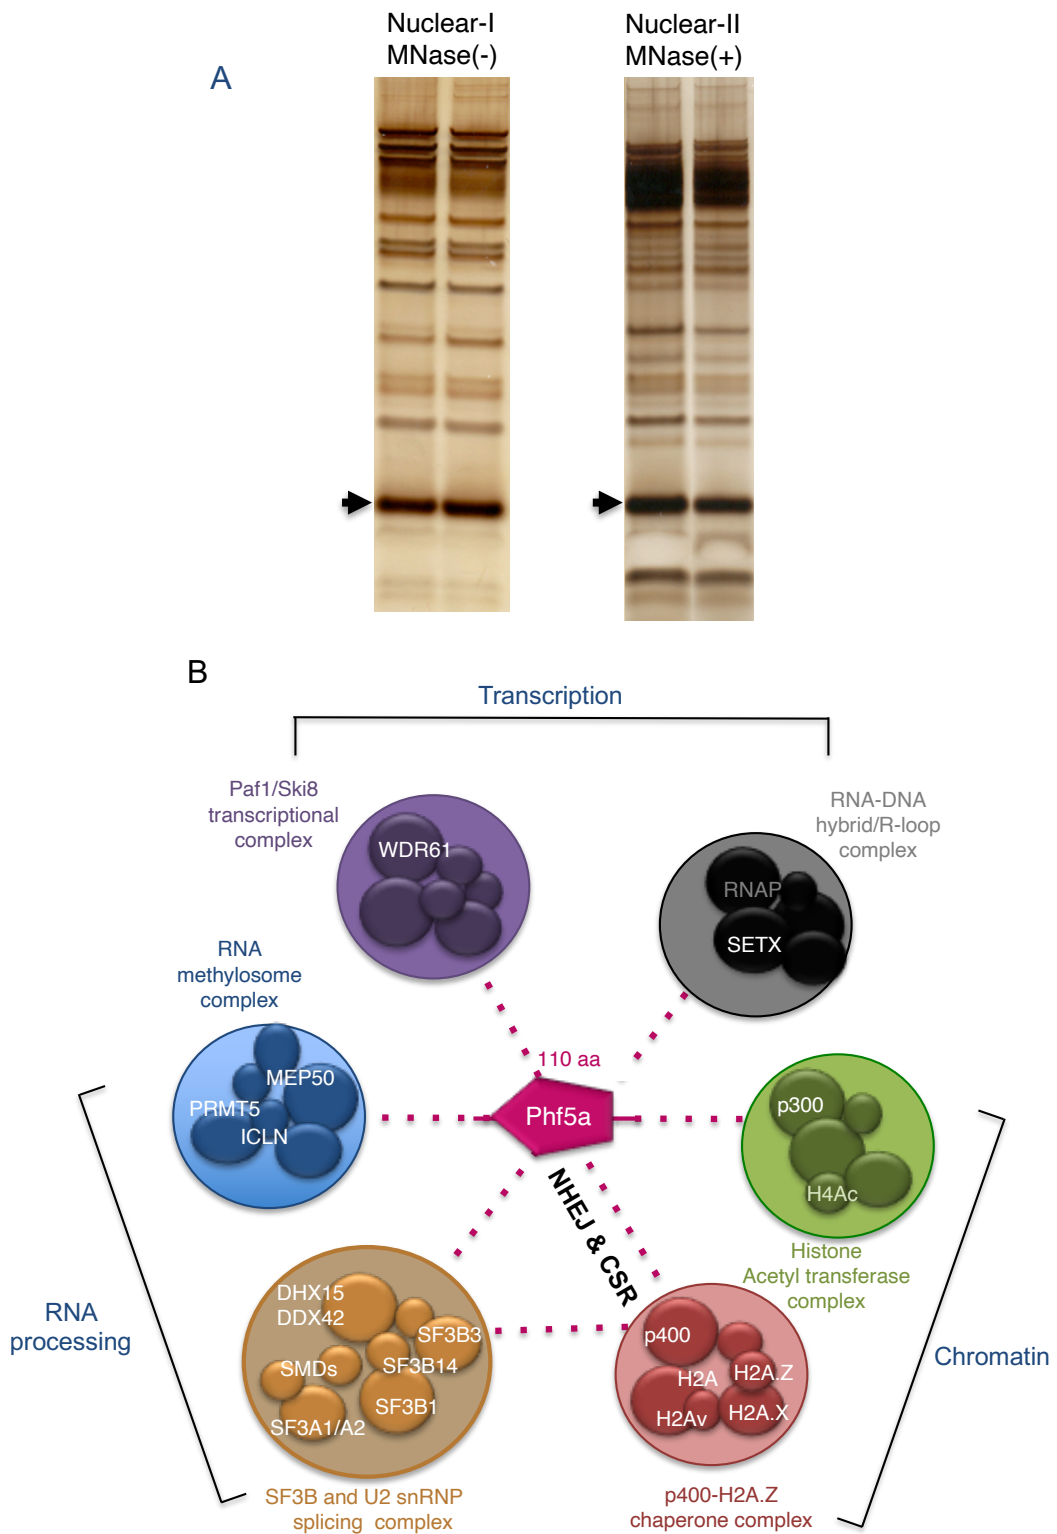 Nuclear-I
MNase(-)
Nuclear-II
MNase(+)
A
B
Transcription
Paf1/Ski8
transcriptional
complex
WDR61
RNA-DNA
hybrid/R-loop
complex
RNAP
SETX
RNA
methylosome
complex
MEP50
PRMT5
ICLN
110 aa
Phf5a
p300
H4Ac
Histone
Acetyl transferase
complex
NHEJ & CSR
RNA
processing
DHX15
DDX42
SF3B3
SMDs
SF3B14
SF3B1
SF3A1/A2
SF3B and U2 snRNP
splicing complex
p400
H2A
H2A.Z
H2Av
H2A.X
p400-H2A.Z
chaperone complex
Chromatin